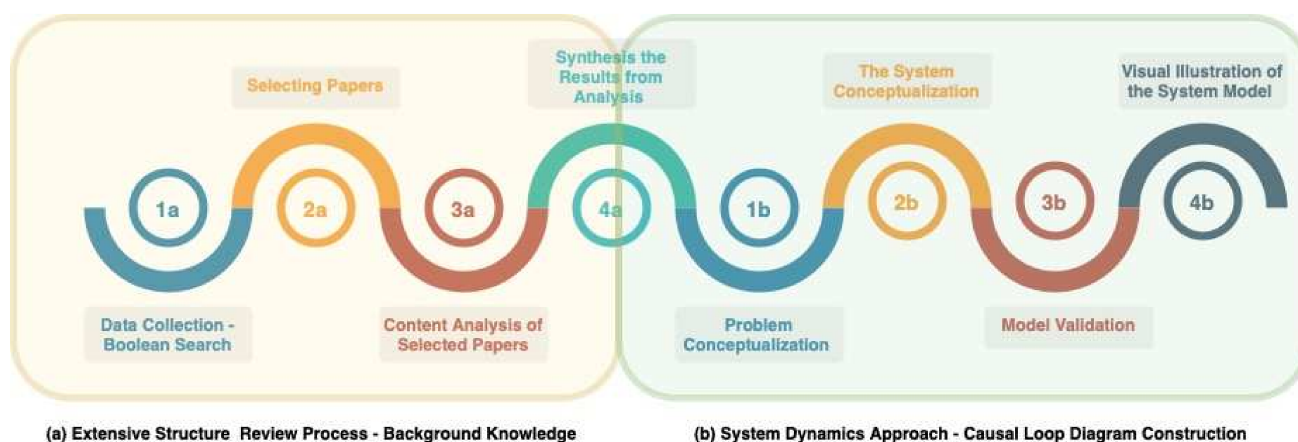 Selecting Papers
Synthesis the
Results from
Analysis
The System
Conceptualization
Visual Illustration of
the System Model
1a
2a
3a
4a
1b
2b
3b
4b
Data Collection -
Boolean Search
Content Analysis of
Selected Papers
Problem
Conceptualization
Model Validation
(a) Extensive Structure Review Process - Background Knowledge
(b) System Dynamics Approach - Causal Loop Diagram Construction